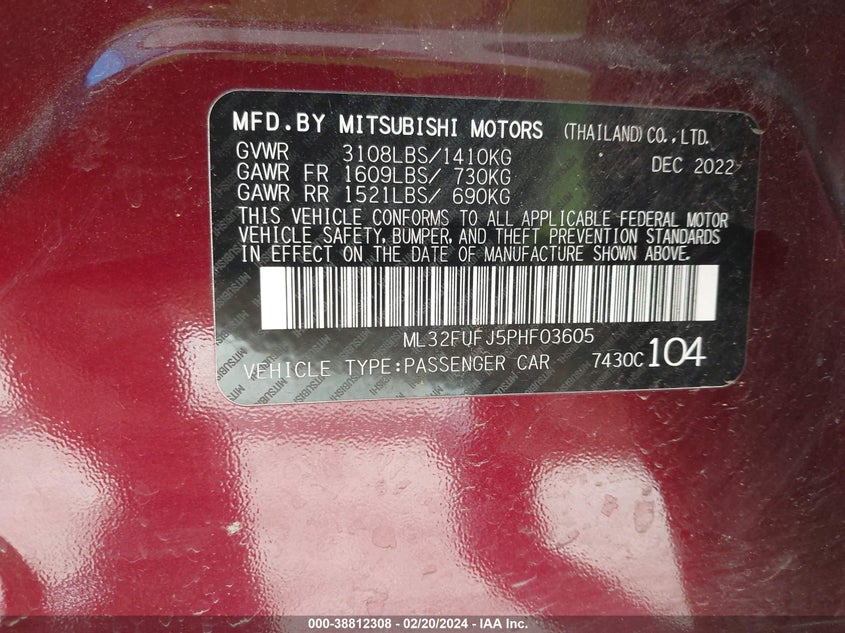 MFD.BY MITSUBISHI MOTORS (THAILAND) CO.,LTD.
GVWR 3108LBS/1410KG DEC 2022
GAWR FR 1609LBS/ 730KG
GAWR RR 1521LBS/ 690KG
THIS VEHICLE CONFORMS TO ALL APPLICABLE FEDERAL MOTOR
VEHICLE SAFETY, BUMPER, AND THEFT PREVENTION STANDARDS
IN EFFECT ON THE DATE OF MANUFACTURE SHOWN ABOVE.
ML32FUFJ5PHF03605
VEHICLE TYPE:PASSENGER CAR 7430C 104
000-38812308 - 02/20/2024 - IAA Inc.